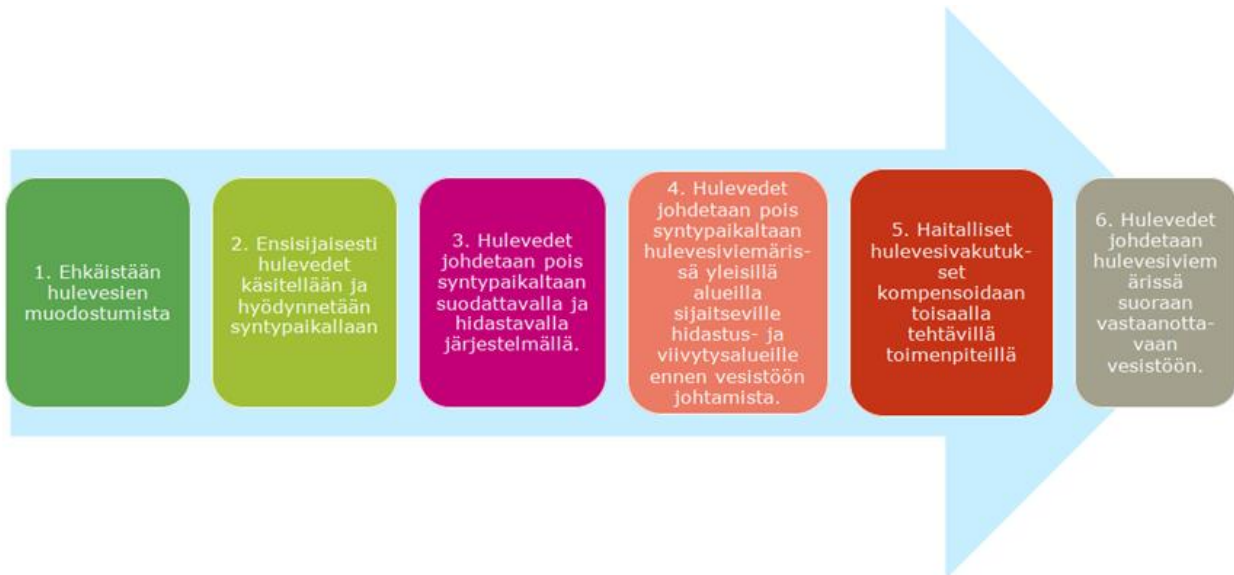 1. Ehkäistään
hulevesien
muodostumista
2. Ensisijaisesti
hulevedet
käsitellään ja
hyödynnetään
syntypaikallaan
3. Hulevedet
johdetaan pois
syntypaikaltaan
suodattavalla ja
hidastavalla
järjestelmällä.
4. Hulevedet
johdetaan pois
syntypaikaltaan
hulevesiviemäris-
sä yleisillä
alueilla
sijaitseville
hidastus- ja
viivytysalueille
ennen vesistöön
johtamista.
5. Haitalliset
hulevesivakutuk-
set
kompensoidaan
toisaalla
tehtävillä
toimenpiteillä
6. Hulevedet
johdetaan
hulevesiviem
ärissä
suoraan
vastaanotta-
vaan
vesistöön.